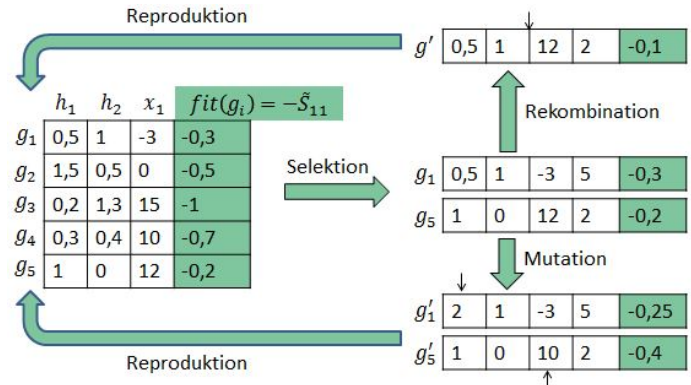 Reproduktion
g′ 0,5 1 12 2 -0,1
h₁ h₂ x₁ fit(gᵢ) = −S̃₁₁
Rekombination
g₁ 0,5 1 -3 -0,3
g₂ 1,5 0,5 0 -0,5
g₃ 0,2 1,3 15 -1
g₄ 0,3 0,4 10 -0,7
g₅ 1 0 12 -0,2
Selektion
g₁ 0,5 1 -3 5 -0,3
g₅ 1 0 12 2 -0,2
Mutation
g′₁ 2 1 -3 5 -0,25
g′₅ 1 0 10 2 -0,4
Reproduktion